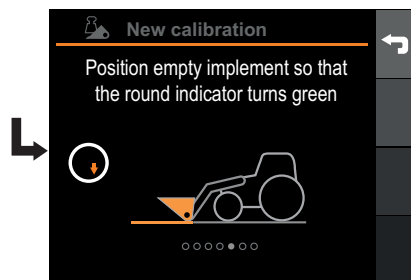 New calibration
Position empty implement so that
the round indicator turns green